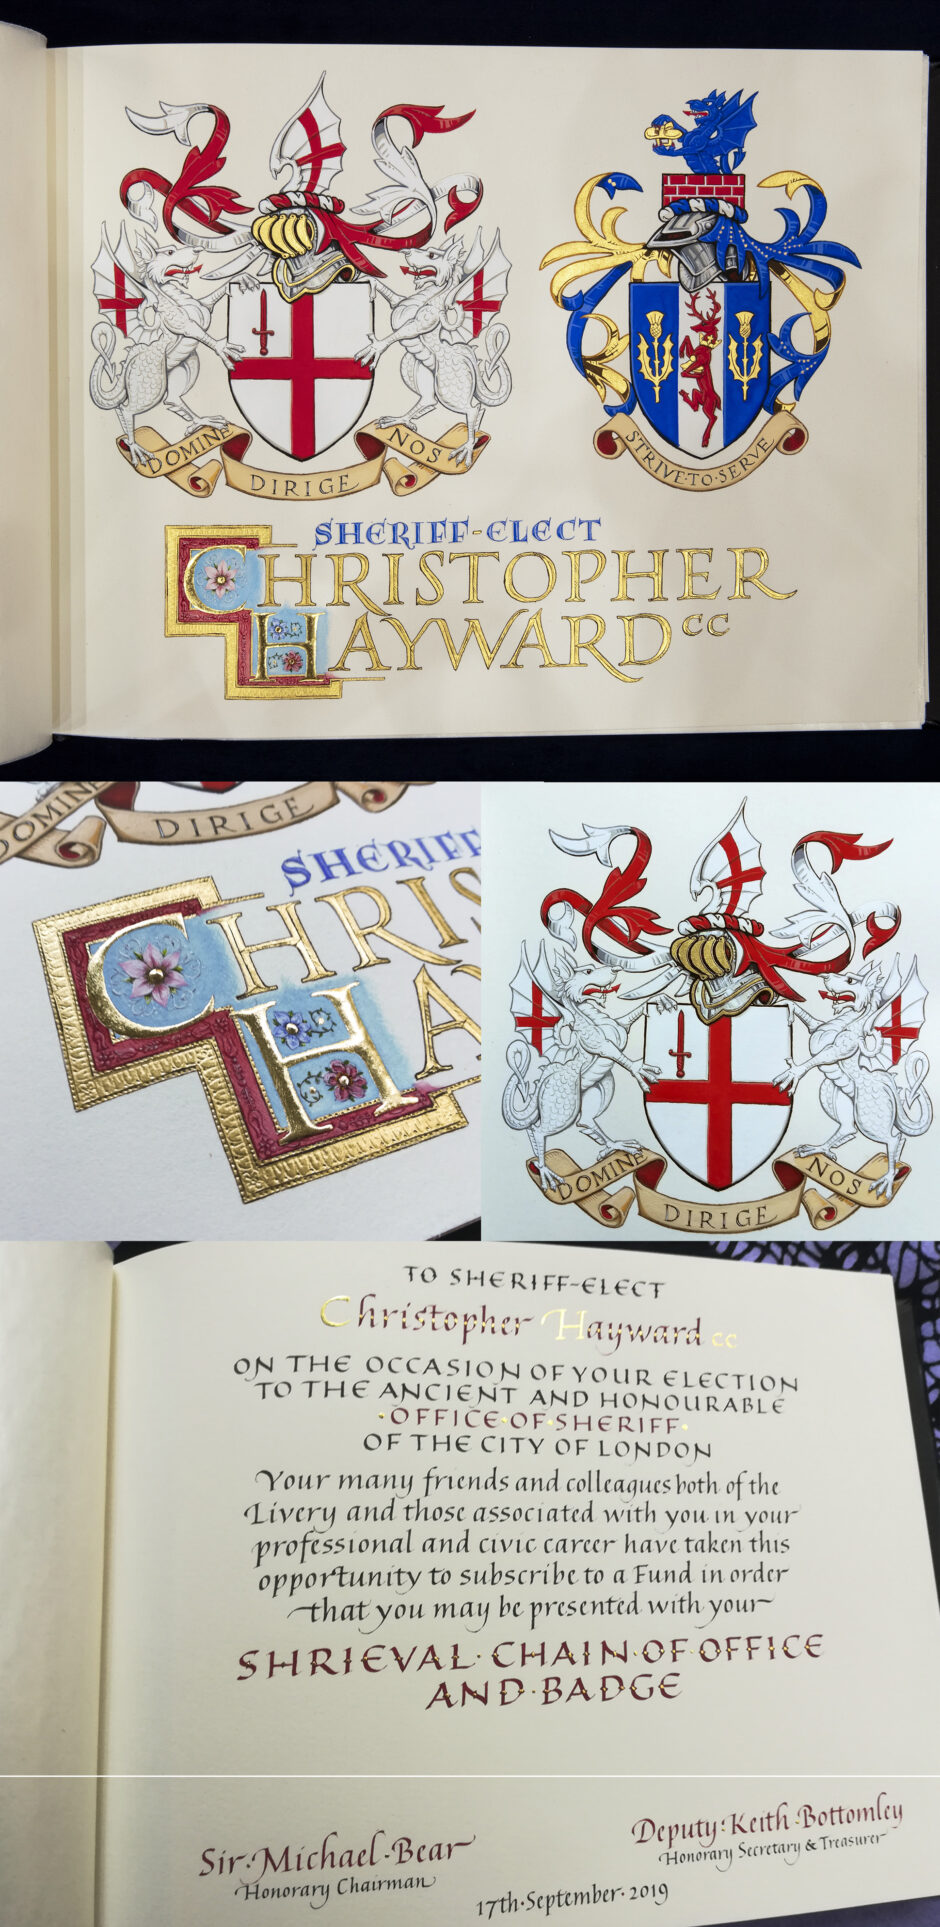 DOMINE DIRIGE NOS
STRIVE·TO·SERVE
SHERIFF-ELECT
CHRISTOPHER
HAYWARD CC
DOMINE DIRIGE
SHERIFF
CHRIS
HA
DOMINE DIRIGE NOS
TO SHERIFF-ELECT
Christopher Hayward CC
ON THE OCCASION OF YOUR ELECTION
TO THE ANCIENT AND HONOURABLE
·OFFICE·OF·SHERIFF·
OF THE CITY OF LONDON
Your many friends and colleagues both of the
Livery and those associated with you in your
professional and civic career have taken this
opportunity to subscribe to a Fund in order
that you may be presented with your
SHRIEVAL·CHAIN·OF·OFFICE
AND·BADGE
Sir·Michael·Bear
Honorary Chairman
Deputy·Keith·Bottomley
Honorary Secretary & Treasurer
17th·September·2019